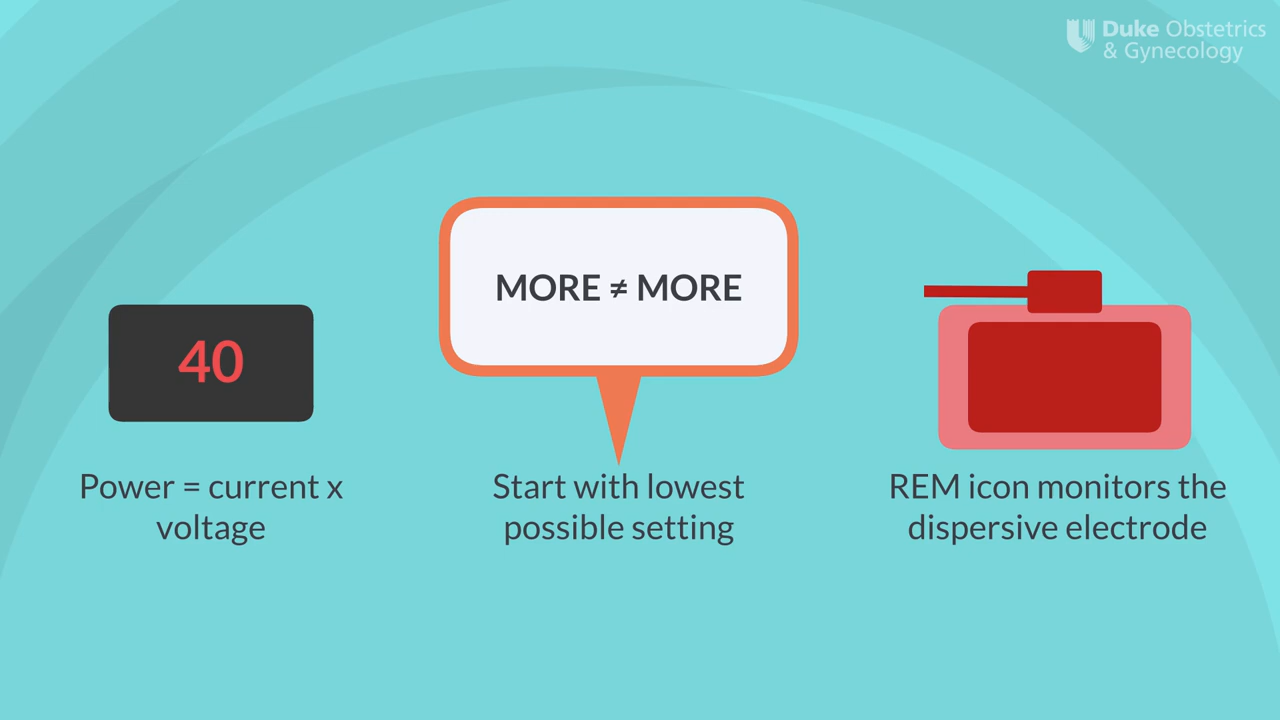 Duke Obstetrics
& Gynecology
MORE ≠ MORE
40
Power = current x
voltage
Start with lowest
possible setting
REM icon monitors the
dispersive electrode